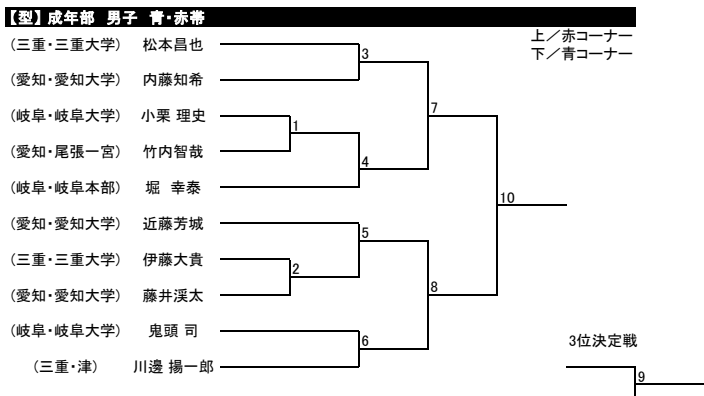 【型】 成年部 男子 青・赤帯
上／赤コーナー
下／青コーナー
(三重・三重大学) 松本昌也
3
(愛知・愛知大学) 内藤知希
7
(岐阜・岐阜大学) 小栗 理史
1
(愛知・尾張一宮) 竹内智哉
4
(岐阜・岐阜本部) 堀 幸泰
10
(愛知・愛知大学) 近藤芳城
5
(三重・三重大学) 伊藤大貴
2
(愛知・愛知大学) 藤井渓太
8
(岐阜・岐阜大学) 鬼頭 司
6
3位決定戦
(三重・津) 川邊 揚一郎
9